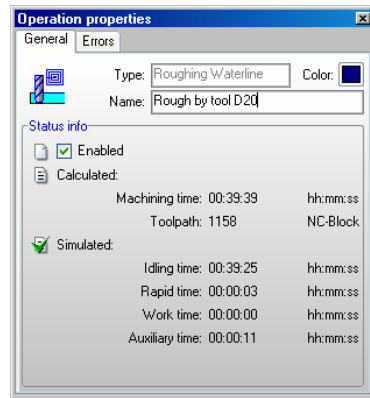 Operation properties
General Errors
Type: Roughing Waterline Color:
Name: Rough by tool D20
Status info
Enabled
Calculated:
Machining time: 00:39:39 hh:mm:ss
Toolpath: 1158 NC-Block
Simulated:
Idling time: 00:39:25 hh:mm:ss
Rapid time: 00:00:03 hh:mm:ss
Work time: 00:00:00 hh:mm:ss
Auxiliary time: 00:00:11 hh:mm:ss